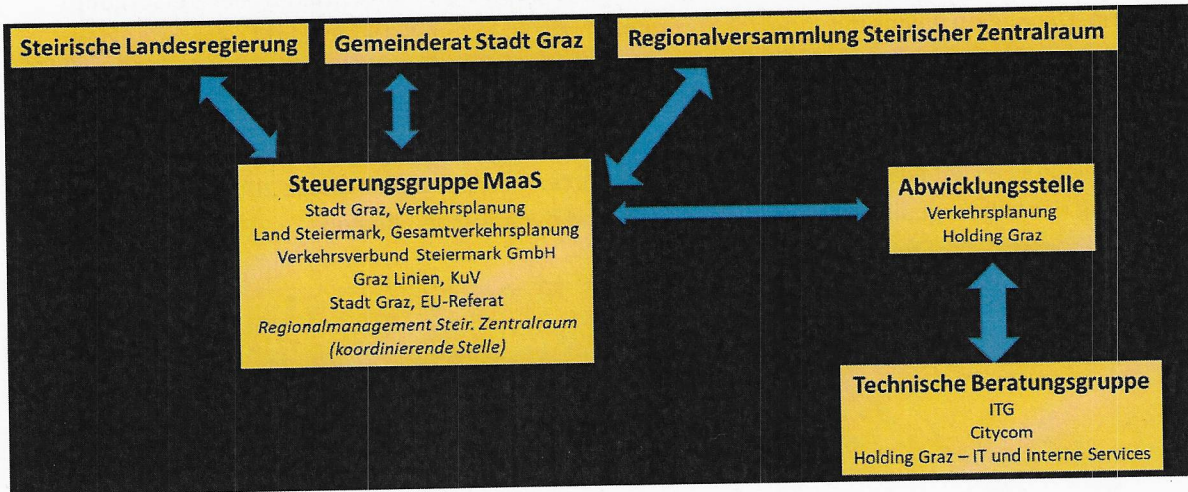 Steirische Landesregierung
Gemeinderat Stadt Graz
Regionalversammlung Steirischer Zentralraum
Steuerungsgruppe MaaS
Stadt Graz, Verkehrsplanung
Land Steiermark, Gesamtverkehrsplanung
Verkehrsverbund Steiermark GmbH
Graz Linien, KuV
Stadt Graz, EU-Referat
Regionalmanagement Steir. Zentralraum
(koordinierende Stelle)
Abwicklungsstelle
Verkehrsplanung
Holding Graz
Technische Beratungsgruppe
ITG
Citycom
Holding Graz – IT und interne Services